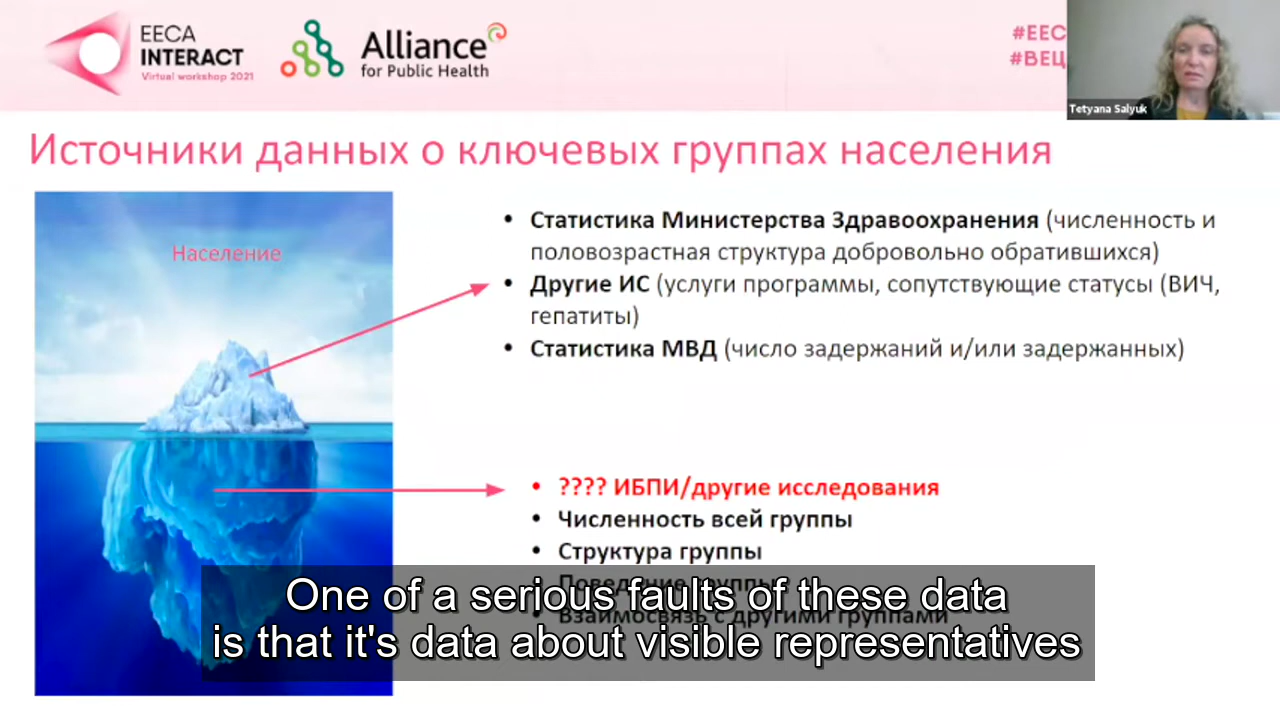 EECA
INTERACT
Virtual workshop 2021
Alliance
for Public Health
#EEC
#ВЕЦ
Tetyana Salyuk
Источники данных о ключевых группах населения
Население
• Статистика Министерства Здравоохранения (численность и
половозрастная структура добровольно обратившихся)
• Другие ИС (услуги программы, сопутствующие статусы (ВИЧ,
гепатиты)
• Статистика МВД (число задержаний и/или задержанных)
• ???? ИБПИ/другие исследования
• Численность всей группы
• Структура группы
• Поведение группы
• Взаимосвязь с другими группами
One of a serious faults of these data
is that it's data about visible representatives